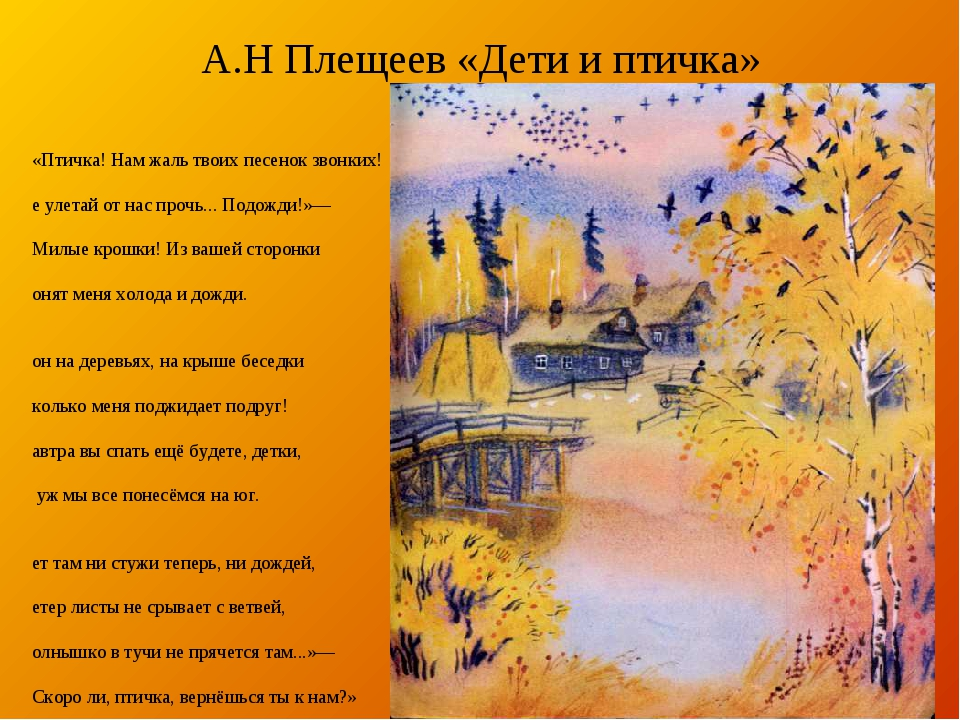 А.Н Плещеев «Дети и птичка»
«Птичка! Нам жаль твоих песенок звонких!
е улетай от нас прочь... Подожди!»—
Милые крошки! Из вашей сторонки
онят меня холода и дожди.
он на деревьях, на крыше беседки
колько меня поджидает подруг!
автра вы спать ещё будете, детки,
уж мы все понесёмся на юг.
ет там ни стужи теперь, ни дождей,
етер листы не срывает с ветвей,
олнышко в тучи не прячется там...»—
Скоро ли, птичка, вернёшься ты к нам?»